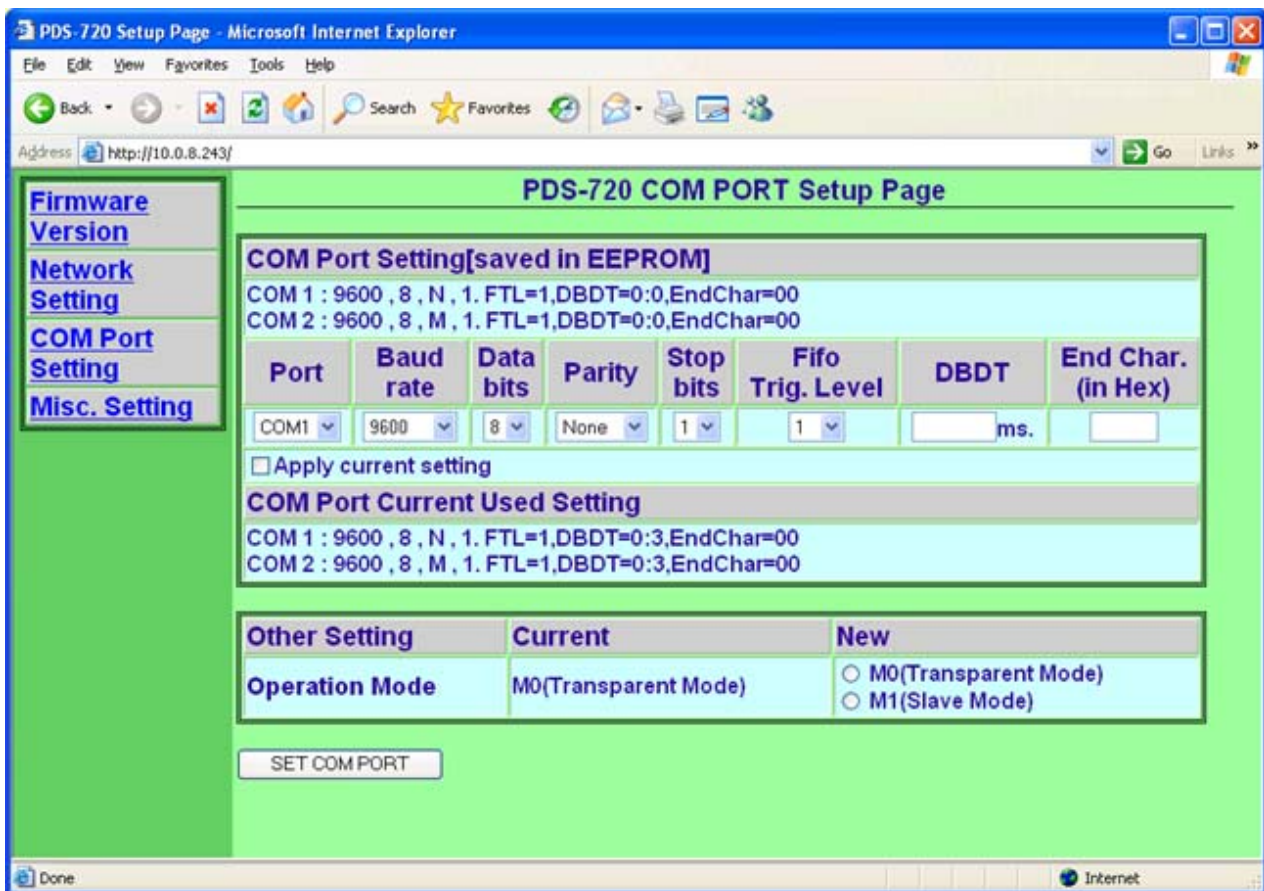 PDS-720 Setup Page - Microsoft Internet Explorer
File Edit View Favorites Tools Help
Back Search Favorites
Address http://10.0.8.243/ Go Links »
Firmware
Version
Network
Setting
COM Port
Setting
Misc. Setting
PDS-720 COM PORT Setup Page
COM Port Setting[saved in EEPROM]
COM 1 : 9600 , 8 , N , 1. FTL=1,DBDT=0:0,EndChar=00
COM 2 : 9600 , 8 , M , 1. FTL=1,DBDT=0:0,EndChar=00
Port Baud rate Data bits Parity Stop bits Fifo Trig. Level DBDT End Char. (in Hex)
COM1 9600 8 None 1 1 ms.
Apply current setting
COM Port Current Used Setting
COM 1 : 9600 , 8 , N , 1. FTL=1,DBDT=0:3,EndChar=00
COM 2 : 9600 , 8 , M , 1. FTL=1,DBDT=0:3,EndChar=00
Other Setting Current New
Operation Mode M0(Transparent Mode) M0(Transparent Mode)
M1(Slave Mode)
SET COM PORT
Done Internet